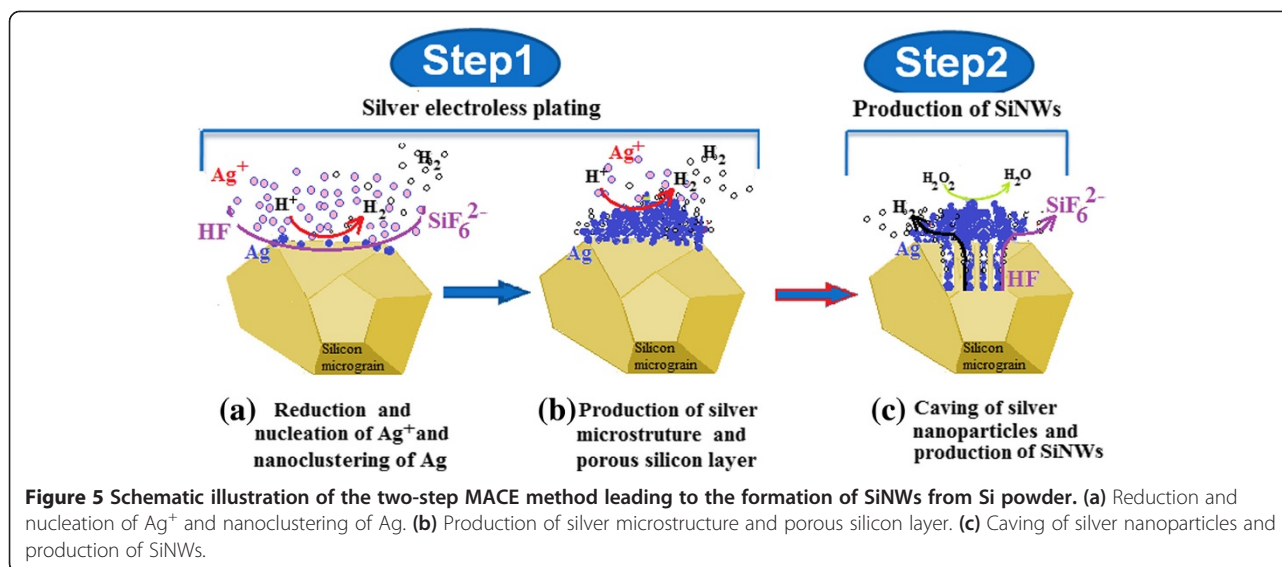 Step1
Step2
Silver electroless plating
Production of SiNWs
Ag⁺
H⁺
H₂
H₂
HF
SiF₆²⁻
Ag
Silicon
micrograin
Ag⁺
H⁺
H₂
H₂
Ag
Silicon
micrograin
H₂O₂
H₂O
H₂
SiF₆²⁻
Ag
HF
Silicon
micrograin
(a) Reduction and
nucleation of Ag⁺ and
nanoclustering of Ag
(b) Production of silver
microstruture and
porous silicon layer
(c) Caving of silver
nanoparticles and
production of SiNWs
Figure 5 Schematic illustration of the two-step MACE method leading to the formation of SiNWs from Si powder. (a) Reduction and
nucleation of Ag⁺ and nanoclustering of Ag. (b) Production of silver microstructure and porous silicon layer. (c) Caving of silver nanoparticles and
production of SiNWs.